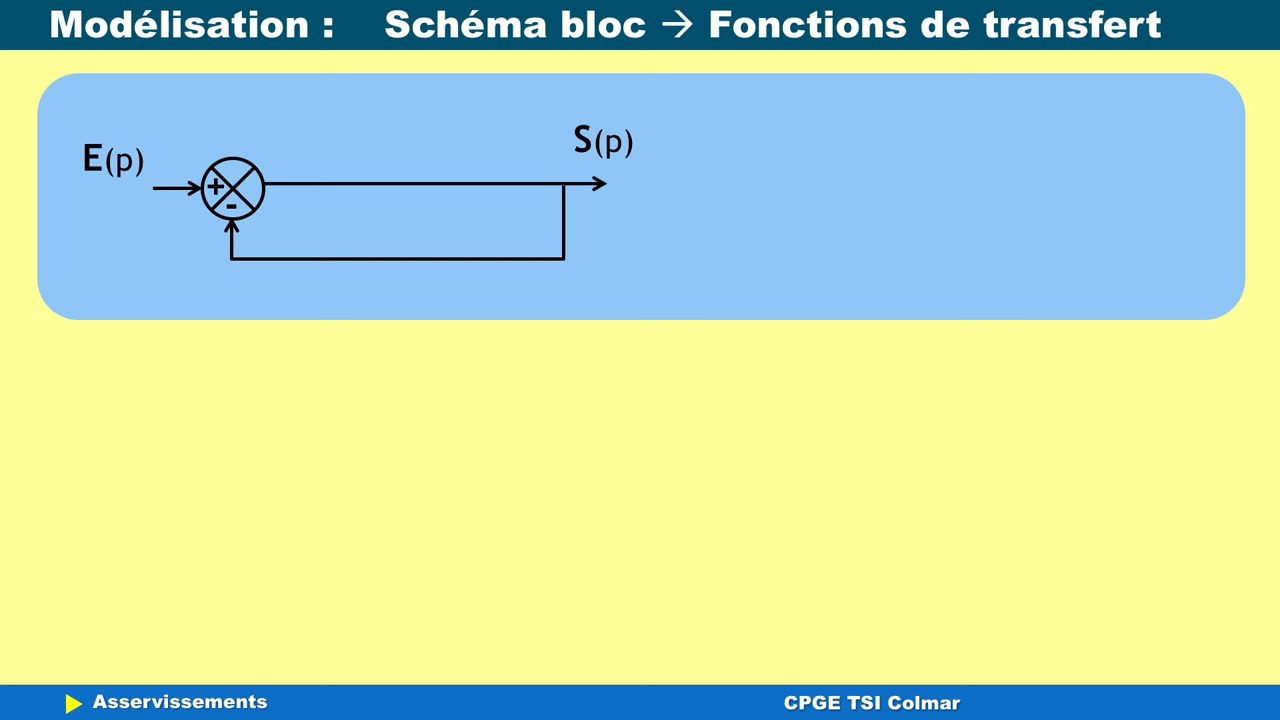 Modélisation : Schéma bloc → Fonctions de transfert
S(p)
E(p)
+
-
Asservissements CPGE TSI Colmar